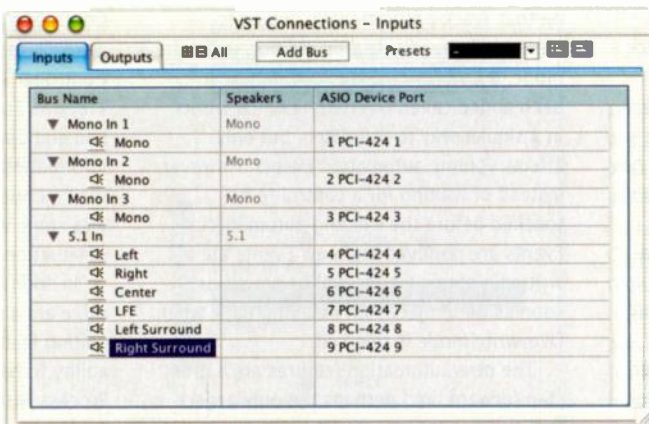 VST Connections – Inputs
Inputs Outputs All Add Bus Presets -
Bus Name Speakers ASIO Device Port
Mono In 1 Mono
Mono 1 PCI-424 1
Mono In 2 Mono
Mono 2 PCI-424 2
Mono In 3 Mono
Mono 3 PCI-424 3
5.1 In 5.1
Left 4 PCI-424 4
Right 5 PCI-424 5
Center 6 PCI-424 6
LFE 7 PCI-424 7
Left Surround 8 PCI-424 8
Right Surround 9 PCI-424 9